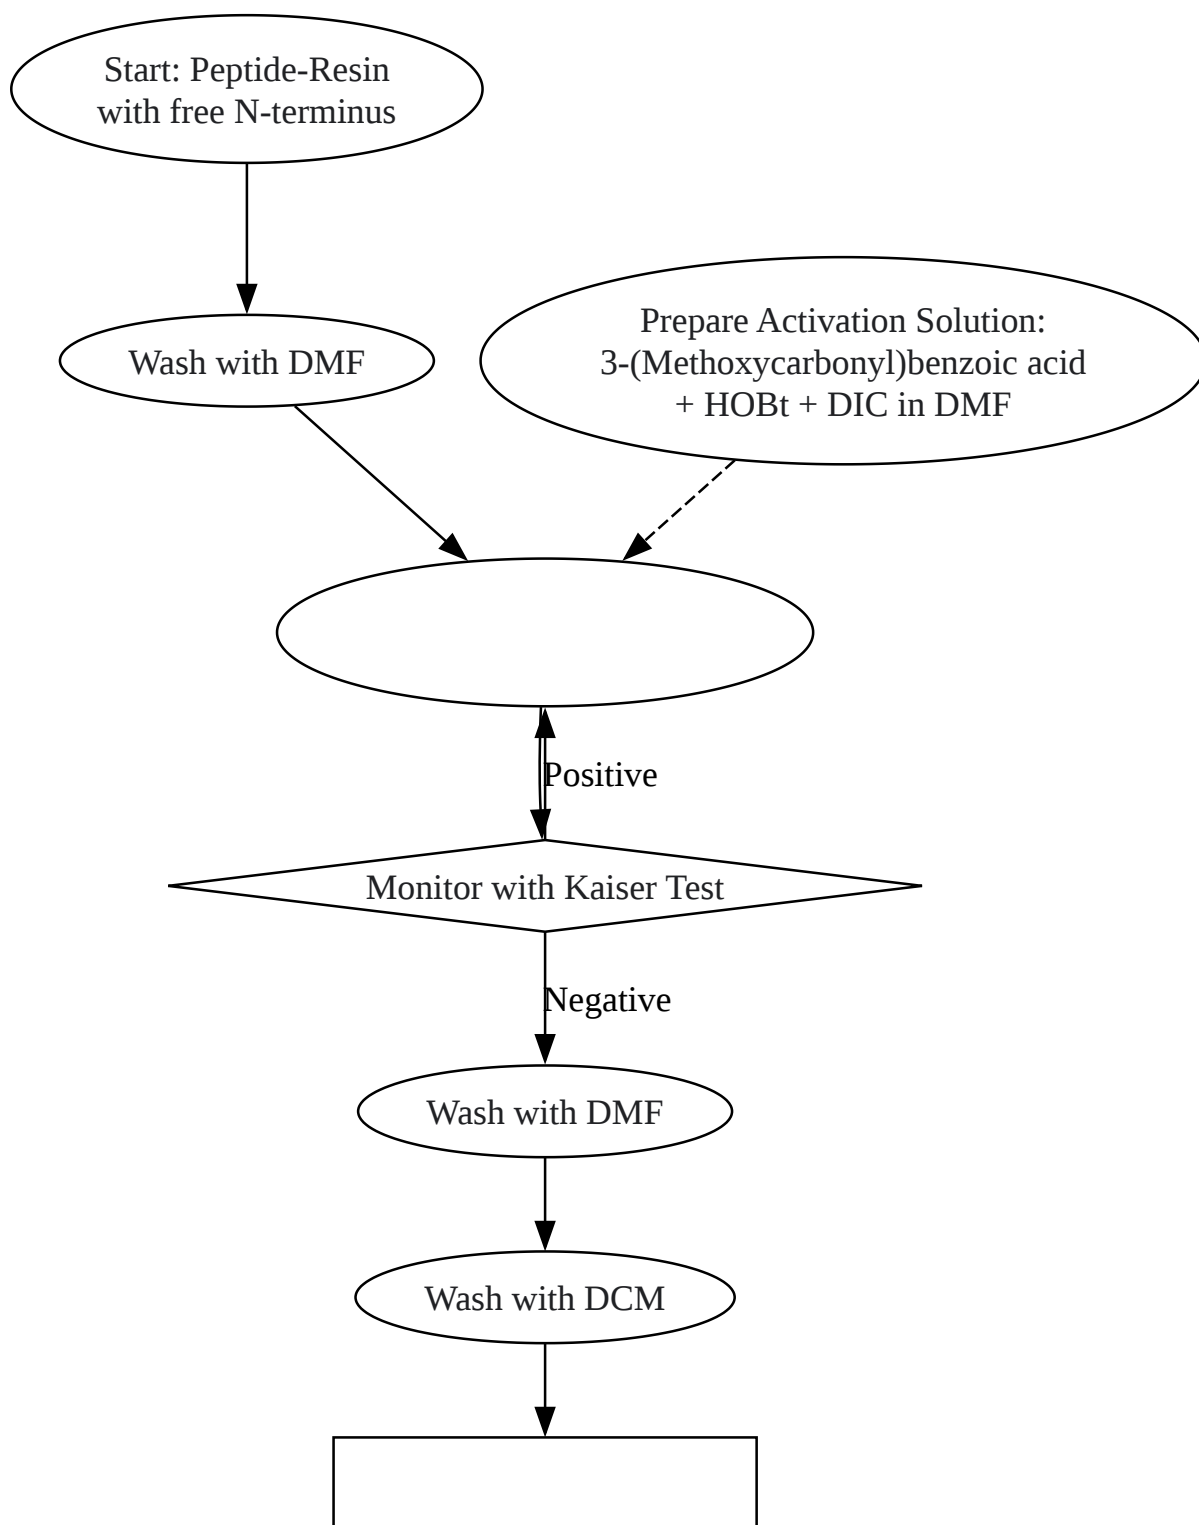 Start: Peptide-Resin
with free N-terminus
Wash with DMF
Prepare Activation Solution:
3-(Methoxycarbonyl)benzoic acid
+ HOBt + DIC in DMF
Positive
Monitor with Kaiser Test
Negative
Wash with DMF
Wash with DCM